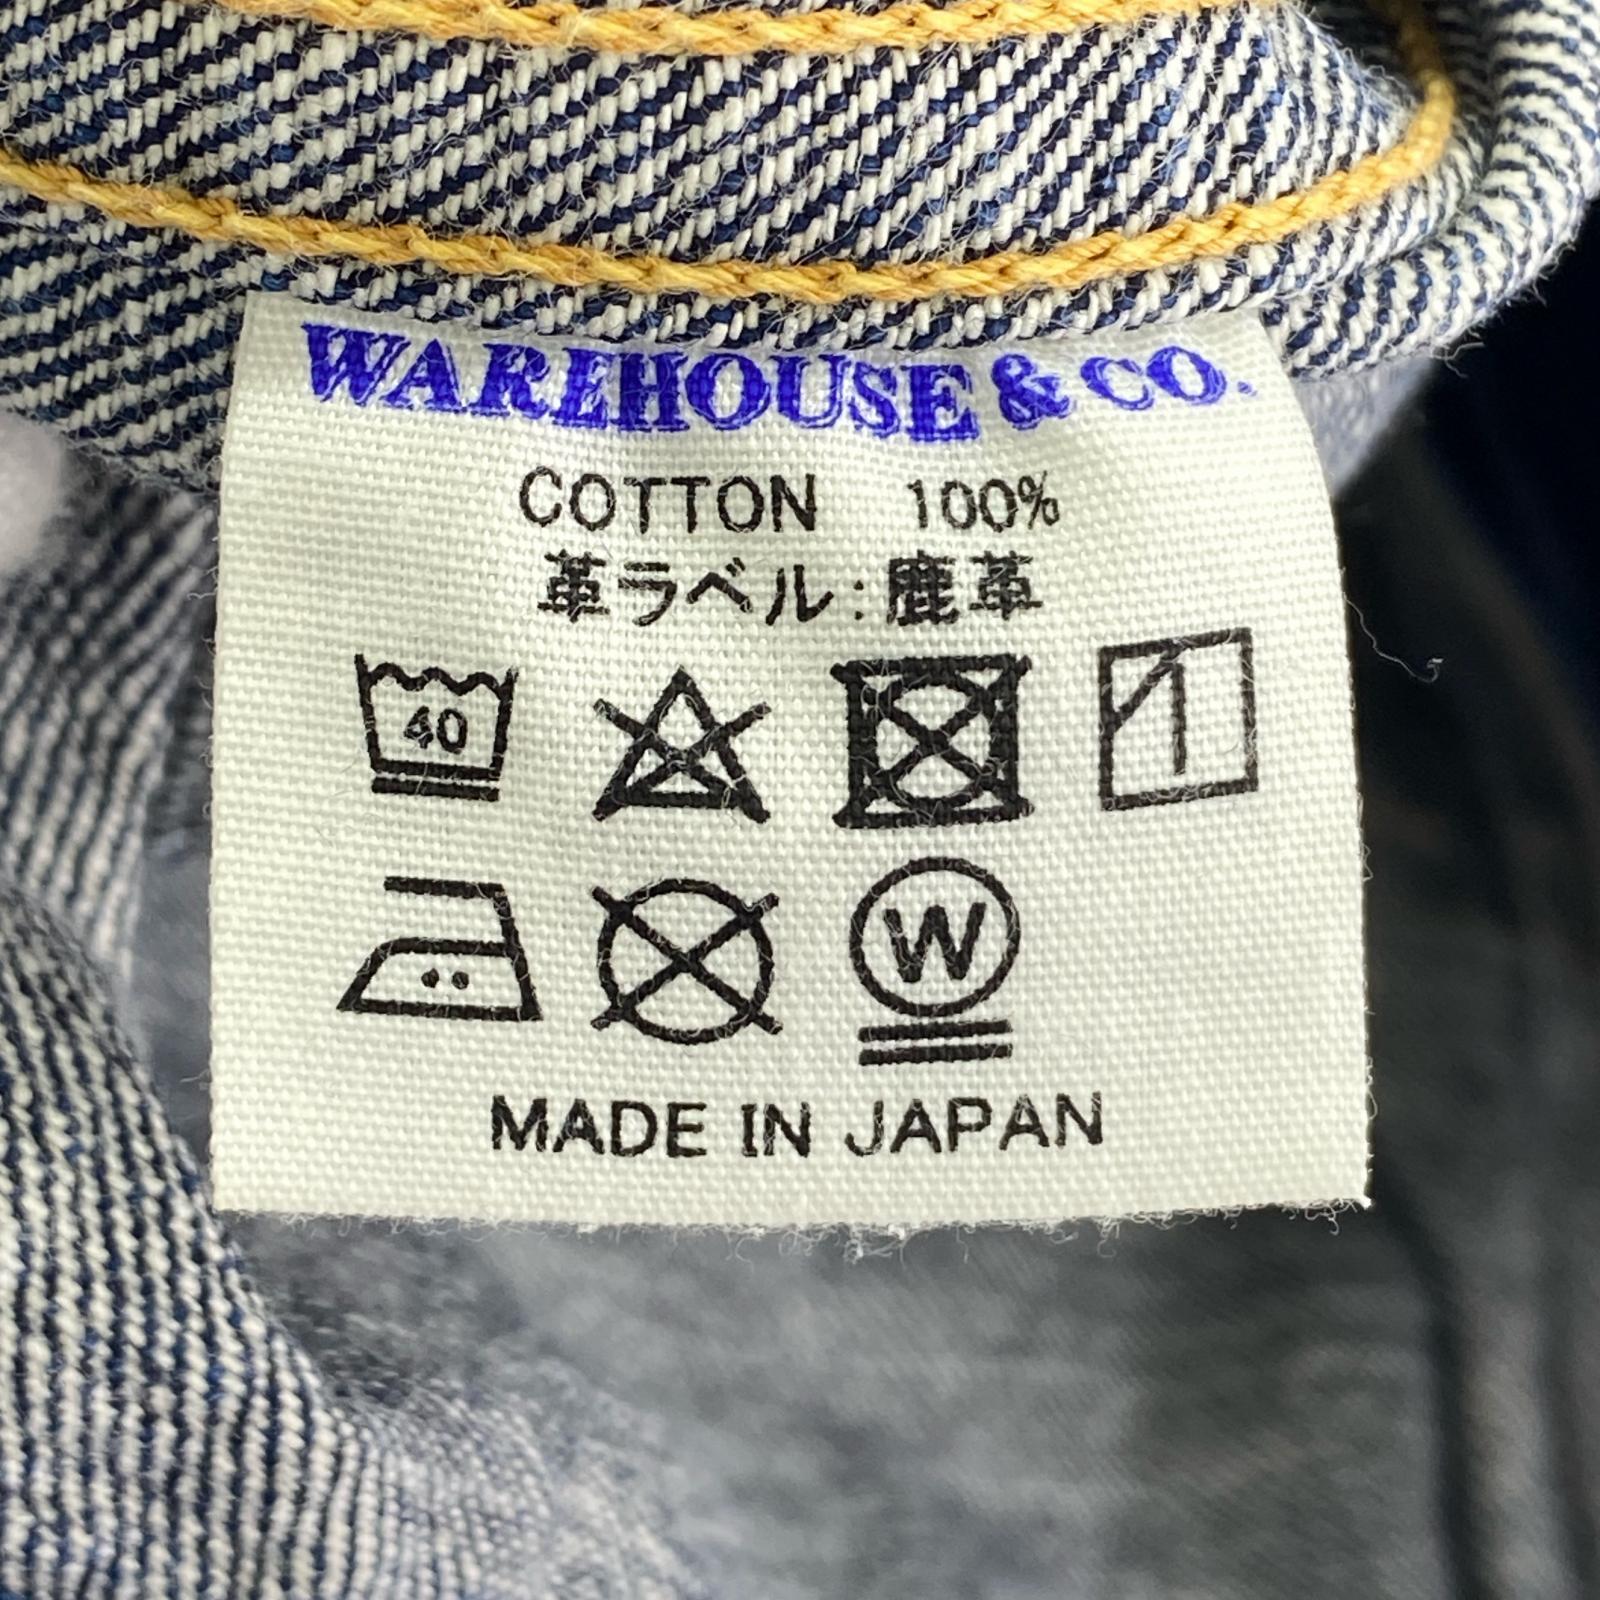 WAREHOUSE & CO.
COTTON 100%
革ラベル：鹿革
40
W
MADE IN JAPAN